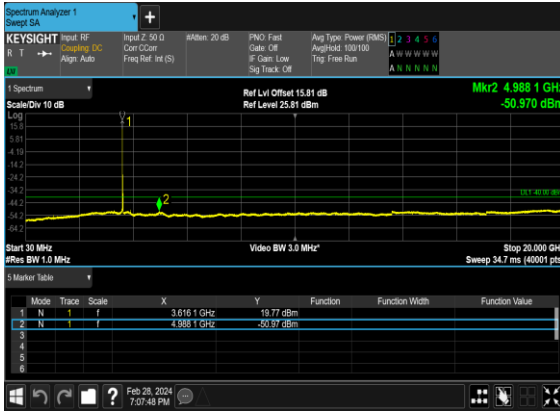 Spectrum Analyzer 1
Swept SA
+
KEYSIGHT Input: RF Input Z: 50 Ω #Atten: 20 dB PNO: Fast Avg Type: Power (RMS) 1 2 3 4 5 6
R T Coupling: DC Corr CCorr Gate: Off Avg|Hold: 100/100 A W W W W W
Align: Auto Freq Ref: Int (S) IF Gain: Low Trig: Free Run
Sig Track: Off A N N N N N
1 Spectrum Ref Lvl Offset 15.81 dB Mkr2 4.988 1 GHz
Scale/Div 10 dB Ref Level 25.81 dBm -50.970 dBm
Log
15.8
5.81
-4.19
-14.2
-24.2
-34.2
-44.2
-54.2
-64.2
1
2
DL1 -40.00 dBm
Start 30 MHz Video BW 3.0 MHz* Stop 20.000 GH
#Res BW 1.0 MHz Sweep 34.7 ms (40001 pts
5 Marker Table
Mode Trace Scale X Y Function Function Width Function Value
1 N 1 f 3.616 1 GHz 19.77 dBm
2 N 1 f 4.988 1 GHz -50.97 dBm
3
4
5
6
? Feb 28, 2024
7:07:48 PM